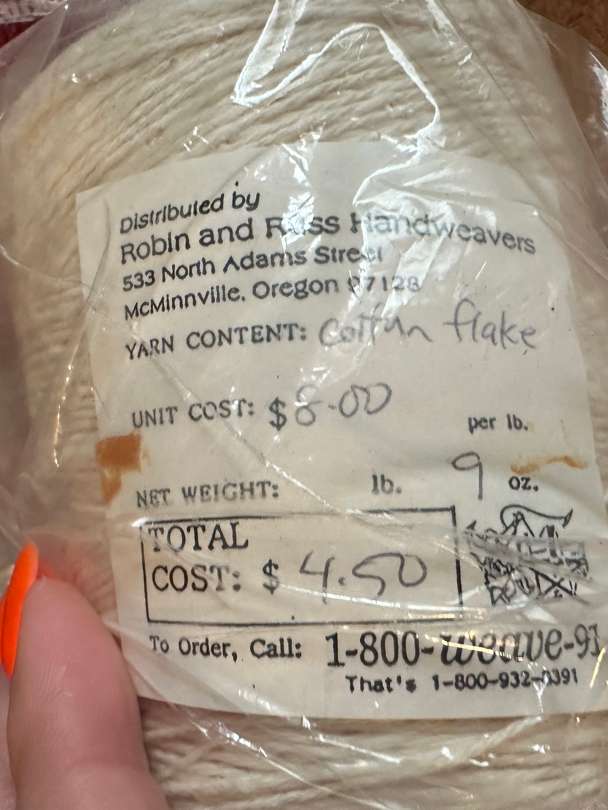 Distributed by
Robin and Russ Handweavers
533 North Adams Street
McMinnville, Oregon 97128
YARN CONTENT: Cotton flake
UNIT COST: $ 8.00 per lb.
NET WEIGHT: lb. 9 oz.
TOTAL
COST: $ 4.50
To Order, Call: 1-800-weave-91
That's 1-800-932-8391